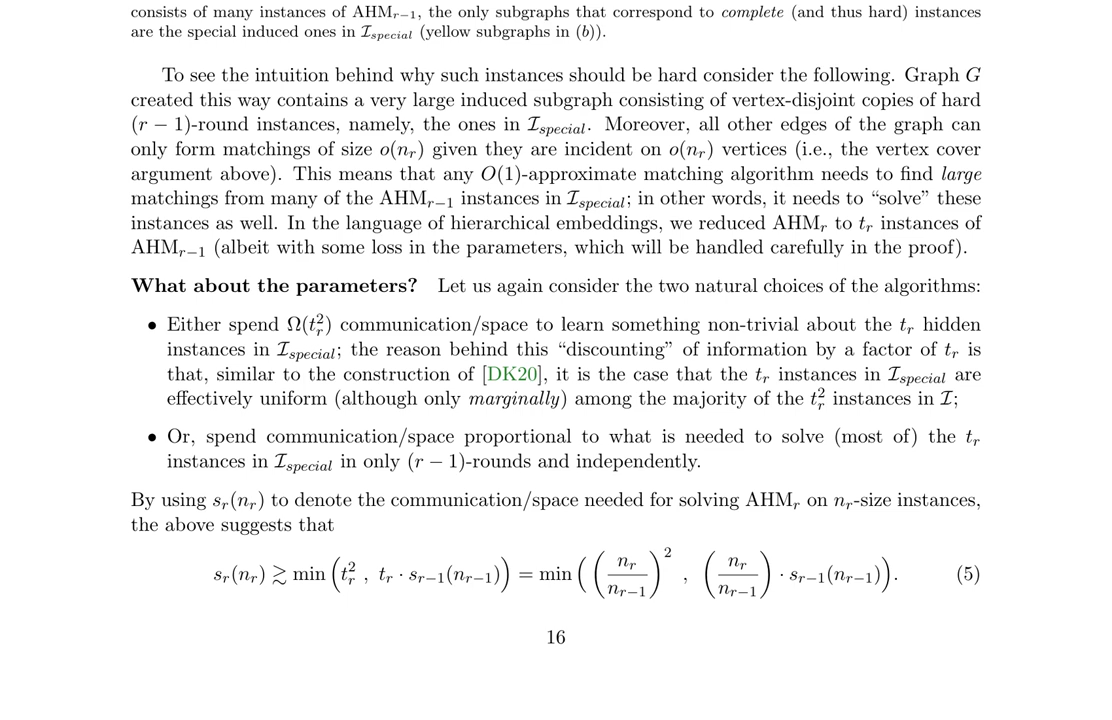 consists of many instances of AHM_{r−1}, the only subgraphs that correspond to complete (and thus hard) instances
are the special induced ones in 𝓘_{special} (yellow subgraphs in (b)).
To see the intuition behind why such instances should be hard consider the following. Graph G
created this way contains a very large induced subgraph consisting of vertex-disjoint copies of hard
(r − 1)-round instances, namely, the ones in 𝓘_{special}. Moreover, all other edges of the graph can
only form matchings of size o(n_r) given they are incident on o(n_r) vertices (i.e., the vertex cover
argument above). This means that any O(1)-approximate matching algorithm needs to find large
matchings from many of the AHM_{r−1} instances in 𝓘_{special}; in other words, it needs to “solve” these
instances as well. In the language of hierarchical embeddings, we reduced AHM_r to t_r instances of
AHM_{r−1} (albeit with some loss in the parameters, which will be handled carefully in the proof).
What about the parameters? Let us again consider the two natural choices of the algorithms:
• Either spend Ω(t_r^2) communication/space to learn something non-trivial about the t_r hidden
instances in 𝓘_{special}; the reason behind this “discounting” of information by a factor of t_r is
that, similar to the construction of [DK20], it is the case that the t_r instances in 𝓘_{special} are
effectively uniform (although only marginally) among the majority of the t_r^2 instances in 𝓘;
• Or, spend communication/space proportional to what is needed to solve (most of) the t_r
instances in 𝓘_{special} in only (r − 1)-rounds and independently.
By using s_r(n_r) to denote the communication/space needed for solving AHM_r on n_r-size instances,
the above suggests that
s_r(n_r) ≳ min (t_r^2 , t_r · s_{r−1}(n_{r−1})) = min ( (n_r / n_{r−1})^2 , (n_r / n_{r−1}) · s_{r−1}(n_{r−1})). (5)
16